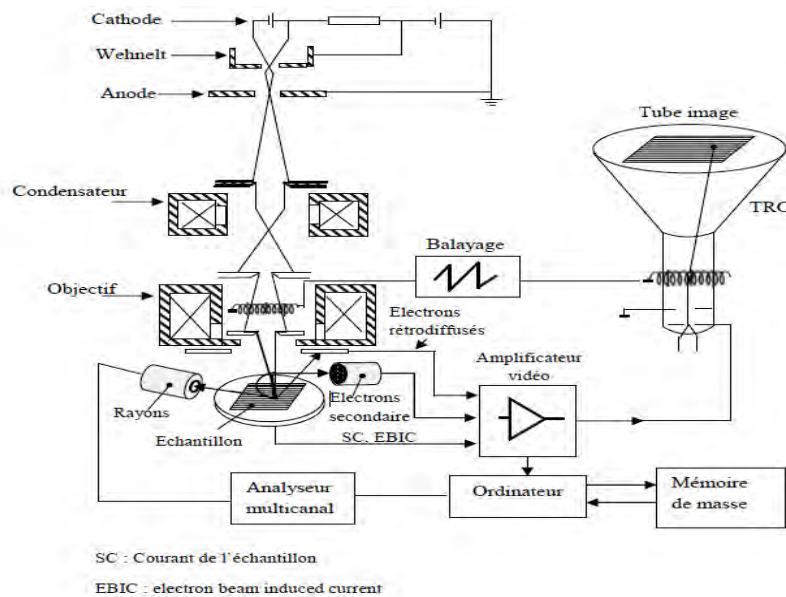 Cathode
Wehnelt
Anode
Tube image
Condensateur
TRC
Balayage
Objectif
Electrons
rétrodiffusés
Amplificateur
vidéo
Rayons
Electrons
secondaire
Echantillon
SC, EBIC
Analyseur
multicanal
Ordinateur
Mémoire
de masse
SC : Courant de l'échantillon
EBIC : electron beam induced current